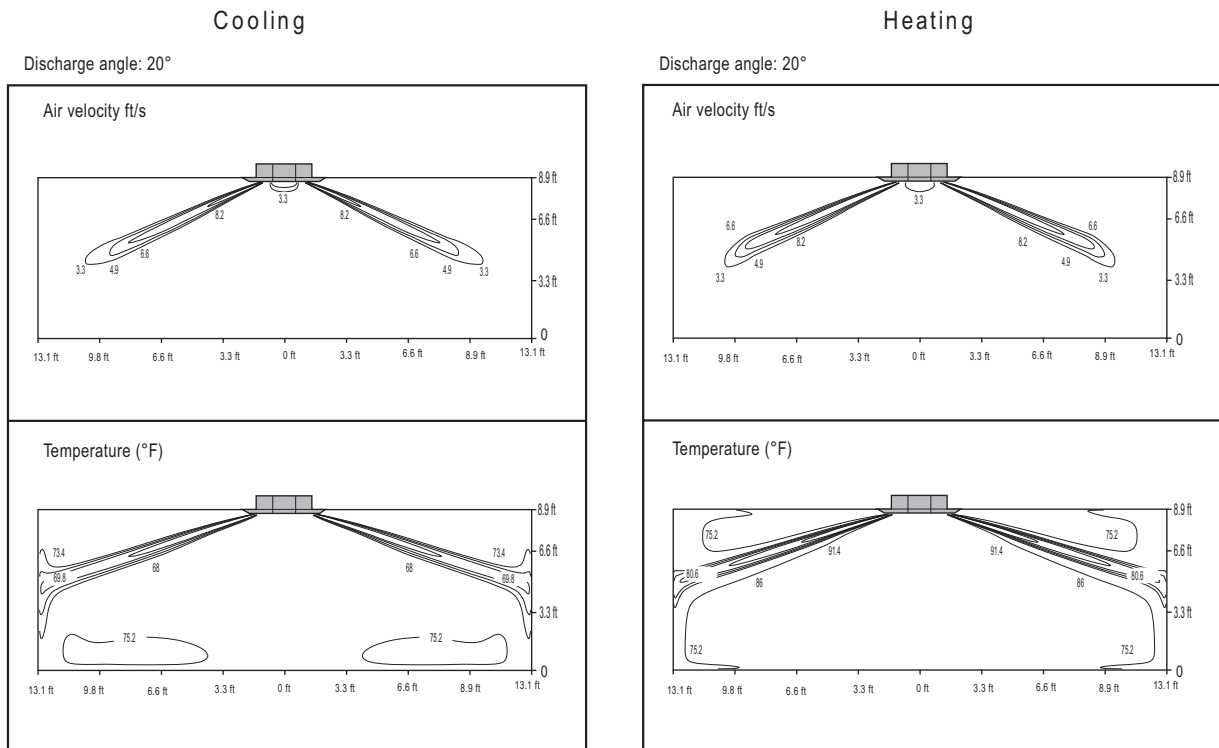 Cooling
Discharge angle: 20°
Air velocity ft/s
3.3
8.2
8.2
6.6
6.6
4.9
4.9
3.3
3.3
8.9 ft
6.6 ft
3.3 ft
0
13.1 ft 9.8 ft 6.6 ft 3.3 ft 0 ft 3.3 ft 6.6 ft 8.9 ft 13.1 ft
Temperature (°F)
73.4
73.4
69.8
69.8
68
68
75.2
75.2
8.9 ft
6.6 ft
3.3 ft
0
13.1 ft 9.8 ft 6.6 ft 3.3 ft 0 ft 3.3 ft 6.6 ft 8.9 ft 13.1 ft
Heating
Discharge angle: 20°
Air velocity ft/s
3.3
6.6
6.6
8.2
8.2
4.9
4.9
3.3
3.3
8.9 ft
6.6 ft
3.3 ft
0
13.1 ft 9.8 ft 6.6 ft 3.3 ft 0 ft 3.3 ft 6.6 ft 8.9 ft 13.1 ft
Temperature (°F)
75.2
75.2
91.4
91.4
80.6
80.6
86
86
75.2
75.2
8.9 ft
6.6 ft
3.3 ft
0
13.1 ft 9.8 ft 6.6 ft 3.3 ft 0 ft 3.3 ft 6.6 ft 8.9 ft 13.1 ft